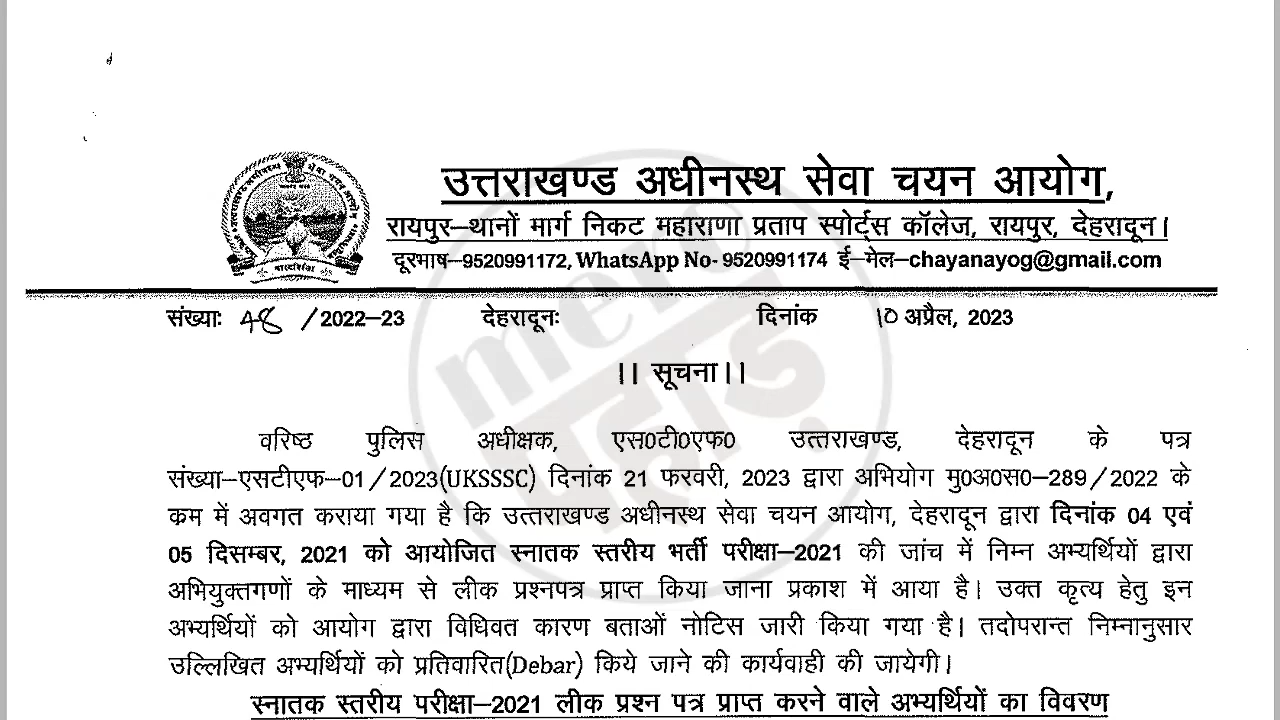 उत्तराखण्ड अधीनस्थ सेवा चयन आयोग,
रायपुर–थानों मार्ग निकट महाराणा प्रताप स्पोर्ट्स कॉलेज, रायपुर, देहरादून।
दूरभाष–9520991172, WhatsApp No- 9520991174 ई–मेल–chayanayog@gmail.com
संख्याः 48 /2022–23 देहरादूनः दिनांक 10 अप्रैल, 2023
।। सूचना।।
वरिष्ठ पुलिस अधीक्षक, एस0टी0एफ0 उत्तराखण्ड, देहरादून के पत्र
संख्या–एसटीएफ–01/2023(UKSSSC) दिनांक 21 फरवरी, 2023 द्वारा अभियोग मु0अ0स0–289/2022 के
कम में अवगत कराया गया है कि उत्तराखण्ड अधीनस्थ सेवा चयन आयोग, देहरादून द्वारा दिनांक 04 एवं
05 दिसम्बर, 2021 को आयोजित स्नातक स्तरीय भर्ती परीक्षा–2021 की जांच में निम्न अभ्यर्थियों द्वारा
अभियुक्तगणों के माध्यम से लीक प्रश्नपत्र प्राप्त किया जाना प्रकाश में आया है। उक्त कृत्य हेतु इन
अभ्यर्थियों को आयोग द्वारा विधिवत कारण बताओं नोटिस जारी किया गया है। तदोपरान्त निम्नानुसार
उल्लिखित अभ्यर्थियों को प्रतिवारित(Debar) किये जाने की कार्यवाही की जायेगी।
स्नातक स्तरीय परीक्षा–2021 लीक प्रश्न पत्र प्राप्त करने वाले अभ्यर्थियों का विवरण
mero
पहाड़